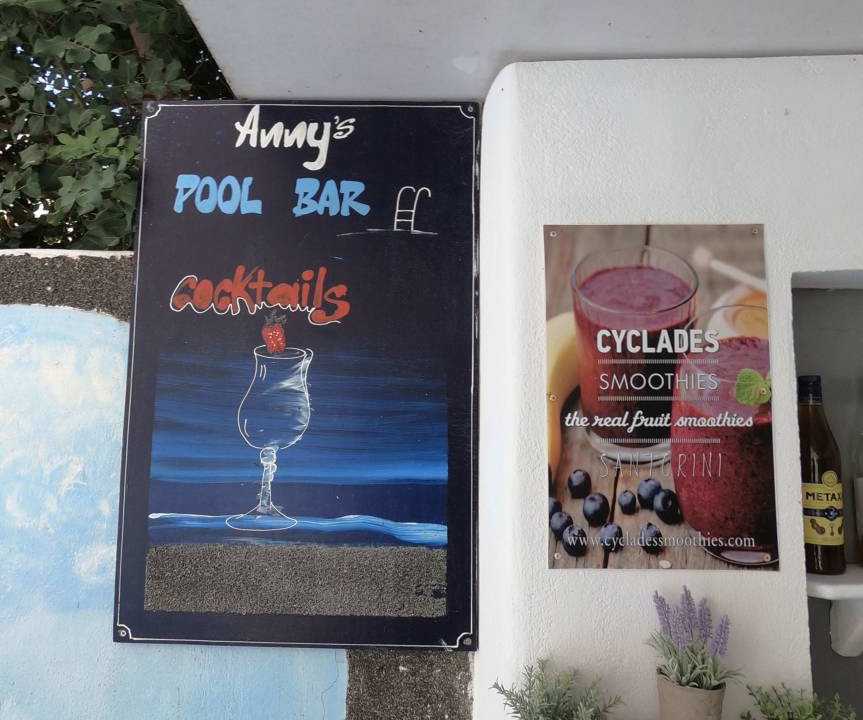 Anny's
POOL BAR
cocktails
CYCLADES
SMOOTHIES
the real fruit smoothies
SANTORINI
www.cycladessmoothies.com
METAXA